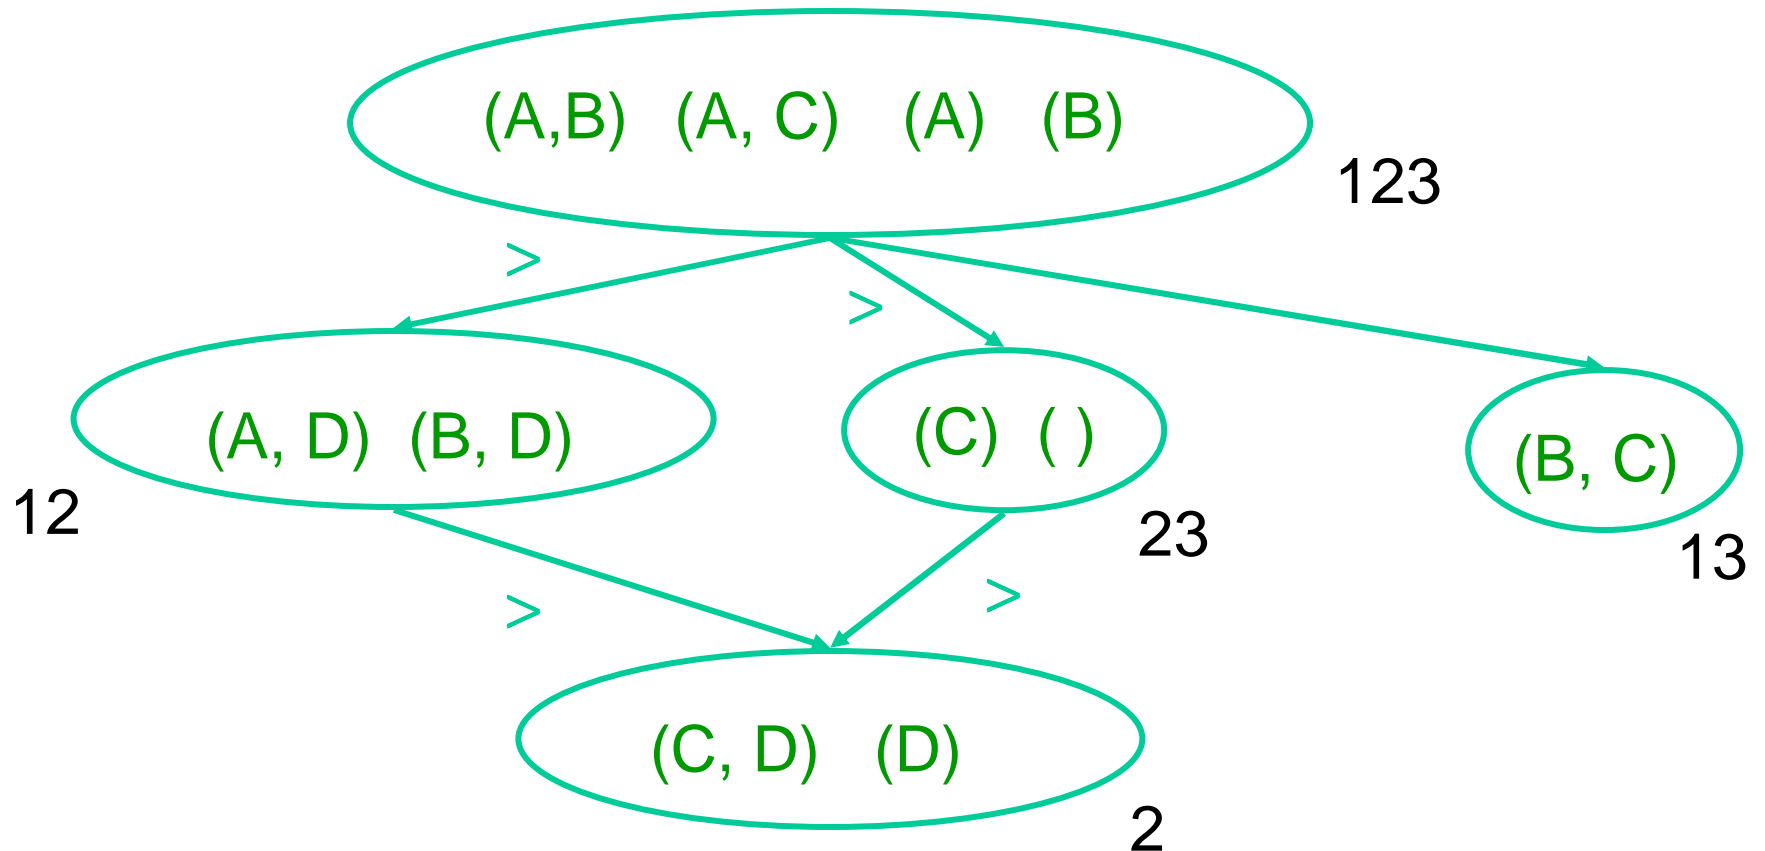 (A,B) (A, C) (A) (B)
123
>
>
(A, D) (B, D)
(C) ( )
(B, C)
12
23
13
>
>
(C, D) (D)
2